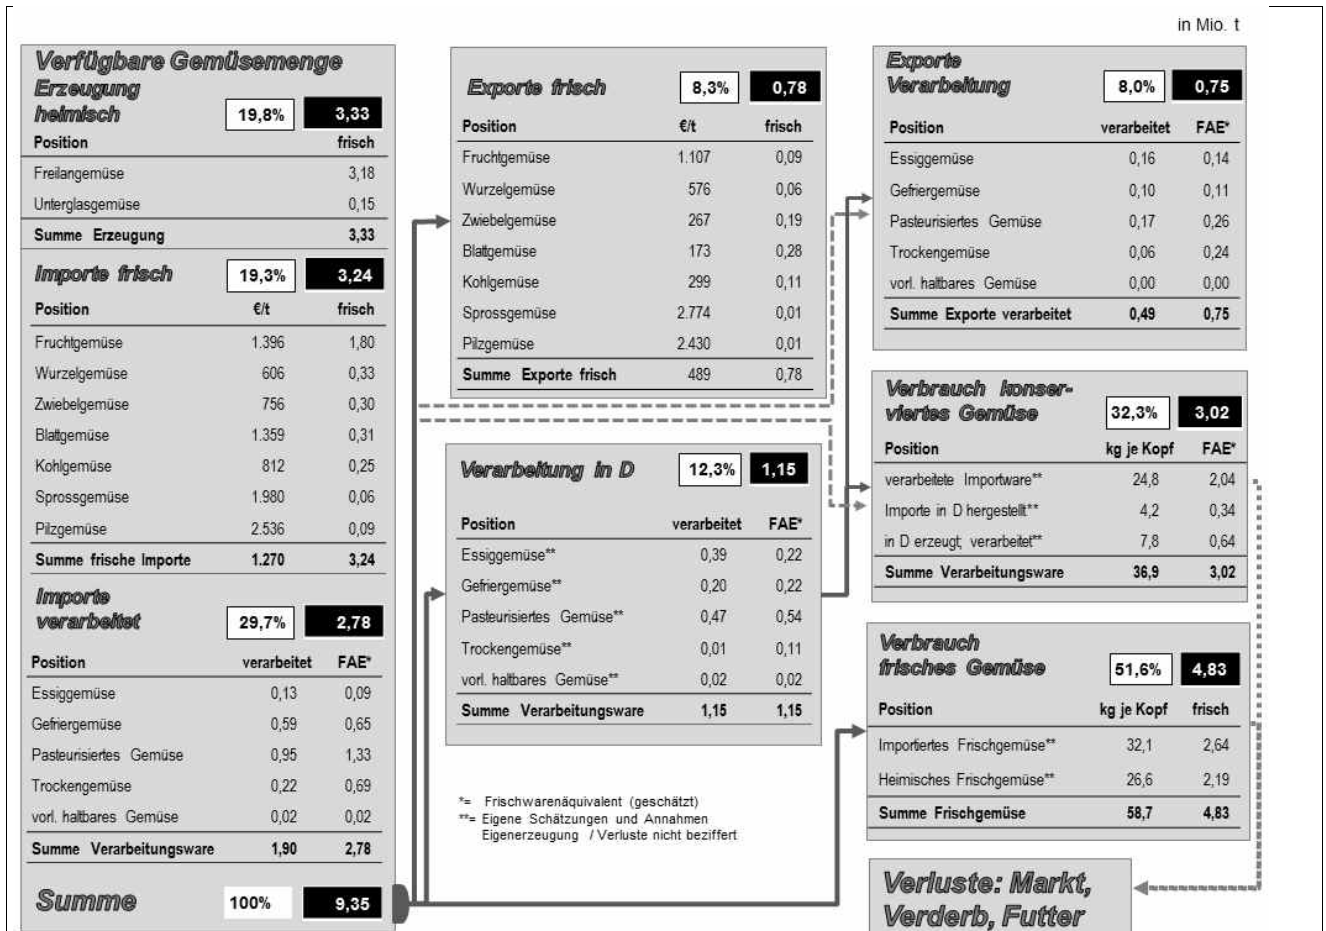 in Mio. t
Verfügbare Gemüsemenge
Erzeugung
heimisch 19,8% 3,33
Position frisch
Freilangemüse 3,18
Unterglasgemüse 0,15
Summe Erzeugung 3,33
Importe frisch 19,3% 3,24
Position €/t frisch
Fruchtgemüse 1.396 1,80
Wurzelgemüse 606 0,33
Zwiebelgemüse 756 0,30
Blattgemüse 1.359 0,31
Kohlgemüse 812 0,25
Sprossgemüse 1.980 0,06
Pilzgemüse 2.536 0,09
Summe frische Importe 1.270 3,24
Importe
verarbeitet 29,7% 2,78
Position verarbeitet FAE*
Essiggemüse 0,13 0,09
Gefriergemüse 0,59 0,65
Pasteurisiertes Gemüse 0,95 1,33
Trockengemüse 0,22 0,69
vorl. haltbares Gemüse 0,02 0,02
Summe Verarbeitungsware 1,90 2,78
Summe 100% 9,35
Exporte frisch 8,3% 0,78
Position €/t frisch
Fruchtgemüse 1.107 0,09
Wurzelgemüse 576 0,06
Zwiebelgemüse 267 0,19
Blattgemüse 173 0,28
Kohlgemüse 299 0,11
Sprossgemüse 2.774 0,01
Pilzgemüse 2.430 0,01
Summe Exporte frisch 489 0,78
Verarbeitung in D 12,3% 1,15
Position verarbeitet FAE*
Essiggemüse** 0,39 0,22
Gefriergemüse** 0,20 0,22
Pasteurisiertes Gemüse** 0,47 0,54
Trockengemüse** 0,01 0,11
vorl. haltbares Gemüse** 0,02 0,02
Summe Verarbeitungsware 1,15 1,15
*= Frischwarenäquivalent (geschätzt)
**= Eigene Schätzungen und Annahmen
Eigenerzeugung / Verluste nicht beziffert
Exporte
Verarbeitung 8,0% 0,75
Position verarbeitet FAE*
Essiggemüse 0,16 0,14
Gefriergemüse 0,10 0,11
Pasteurisiertes Gemüse 0,17 0,26
Trockengemüse 0,06 0,24
vorl. haltbares Gemüse 0,00 0,00
Summe Exporte verarbeitet 0,49 0,75
Verbrauch konser-
viertes Gemüse 32,3% 3,02
Position kg je Kopf FAE*
verarbeitete Importware** 24,8 2,04
Importe in D hergestellt** 4,2 0,34
in D erzeugt; verarbeitet** 7,8 0,64
Summe Verarbeitungsware 36,9 3,02
Verbrauch
frisches Gemüse 51,6% 4,83
Position kg je Kopf frisch
Importiertes Frischgemüse** 32,1 2,64
Heimisches Frischgemüse** 26,6 2,19
Summe Frischgemüse 58,7 4,83
Verluste: Markt,
Verderb, Futter